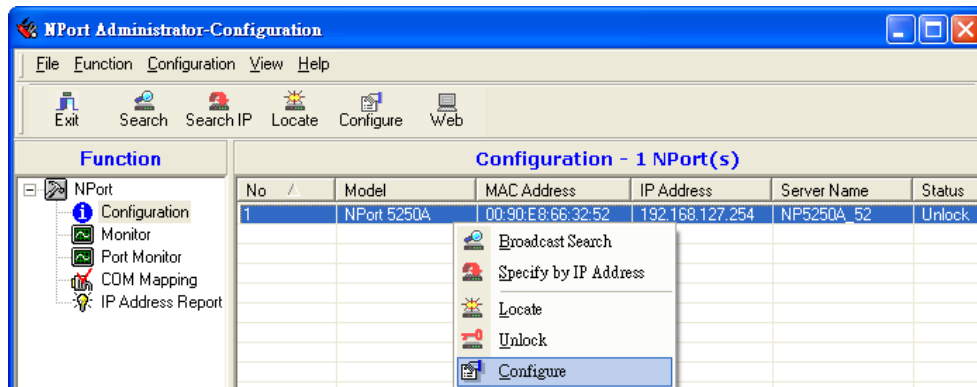 NPort Administrator-Configuration
File Function Configuration View Help
Exit Search Search IP Locate Configure Web
Function
Configuration - 1 NPort(s)
NPort
Configuration
Monitor
Port Monitor
COM Mapping
IP Address Report
No Model MAC Address IP Address Server Name Status
1 NPort 5250A 00:90:E8:66:32:52 192.168.127.254 NP5250A_52 Unlock
Broadcast Search
Specify by IP Address
Locate
Unlock
Configure